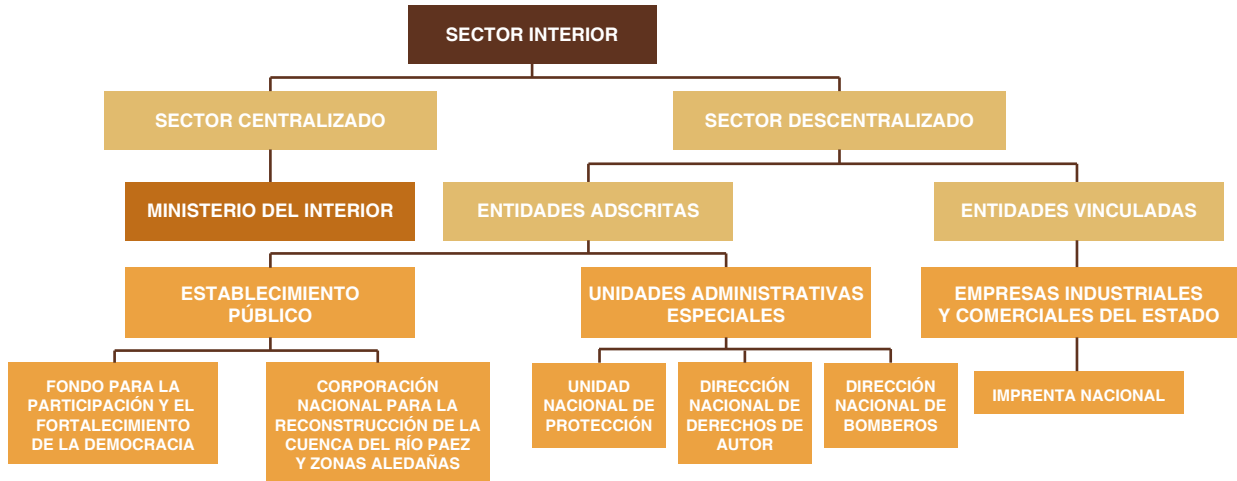 SECTOR INTERIOR
SECTOR CENTRALIZADO
SECTOR DESCENTRALIZADO
MINISTERIO DEL INTERIOR
ENTIDADES ADSCRITAS
ENTIDADES VINCULADAS
ESTABLECIMIENTO
PÚBLICO
UNIDADES ADMINISTRATIVAS
ESPECIALES
EMPRESAS INDUSTRIALES
Y COMERCIALES DEL ESTADO
FONDO PARA LA
PARTICIPACIÓN Y EL
FORTALECIMIENTO
DE LA DEMOCRACIA
CORPORACIÓN
NACIONAL PARA LA
RECONSTRUCCIÓN DE LA
CUENCA DEL RÍO PAEZ
Y ZONAS ALEDAÑAS
UNIDAD
NACIONAL DE
PROTECCIÓN
DIRECCIÓN
NACIONAL DE
DERECHOS DE
AUTOR
DIRECCIÓN
NACIONAL DE
BOMBEROS
IMPRENTA NACIONAL